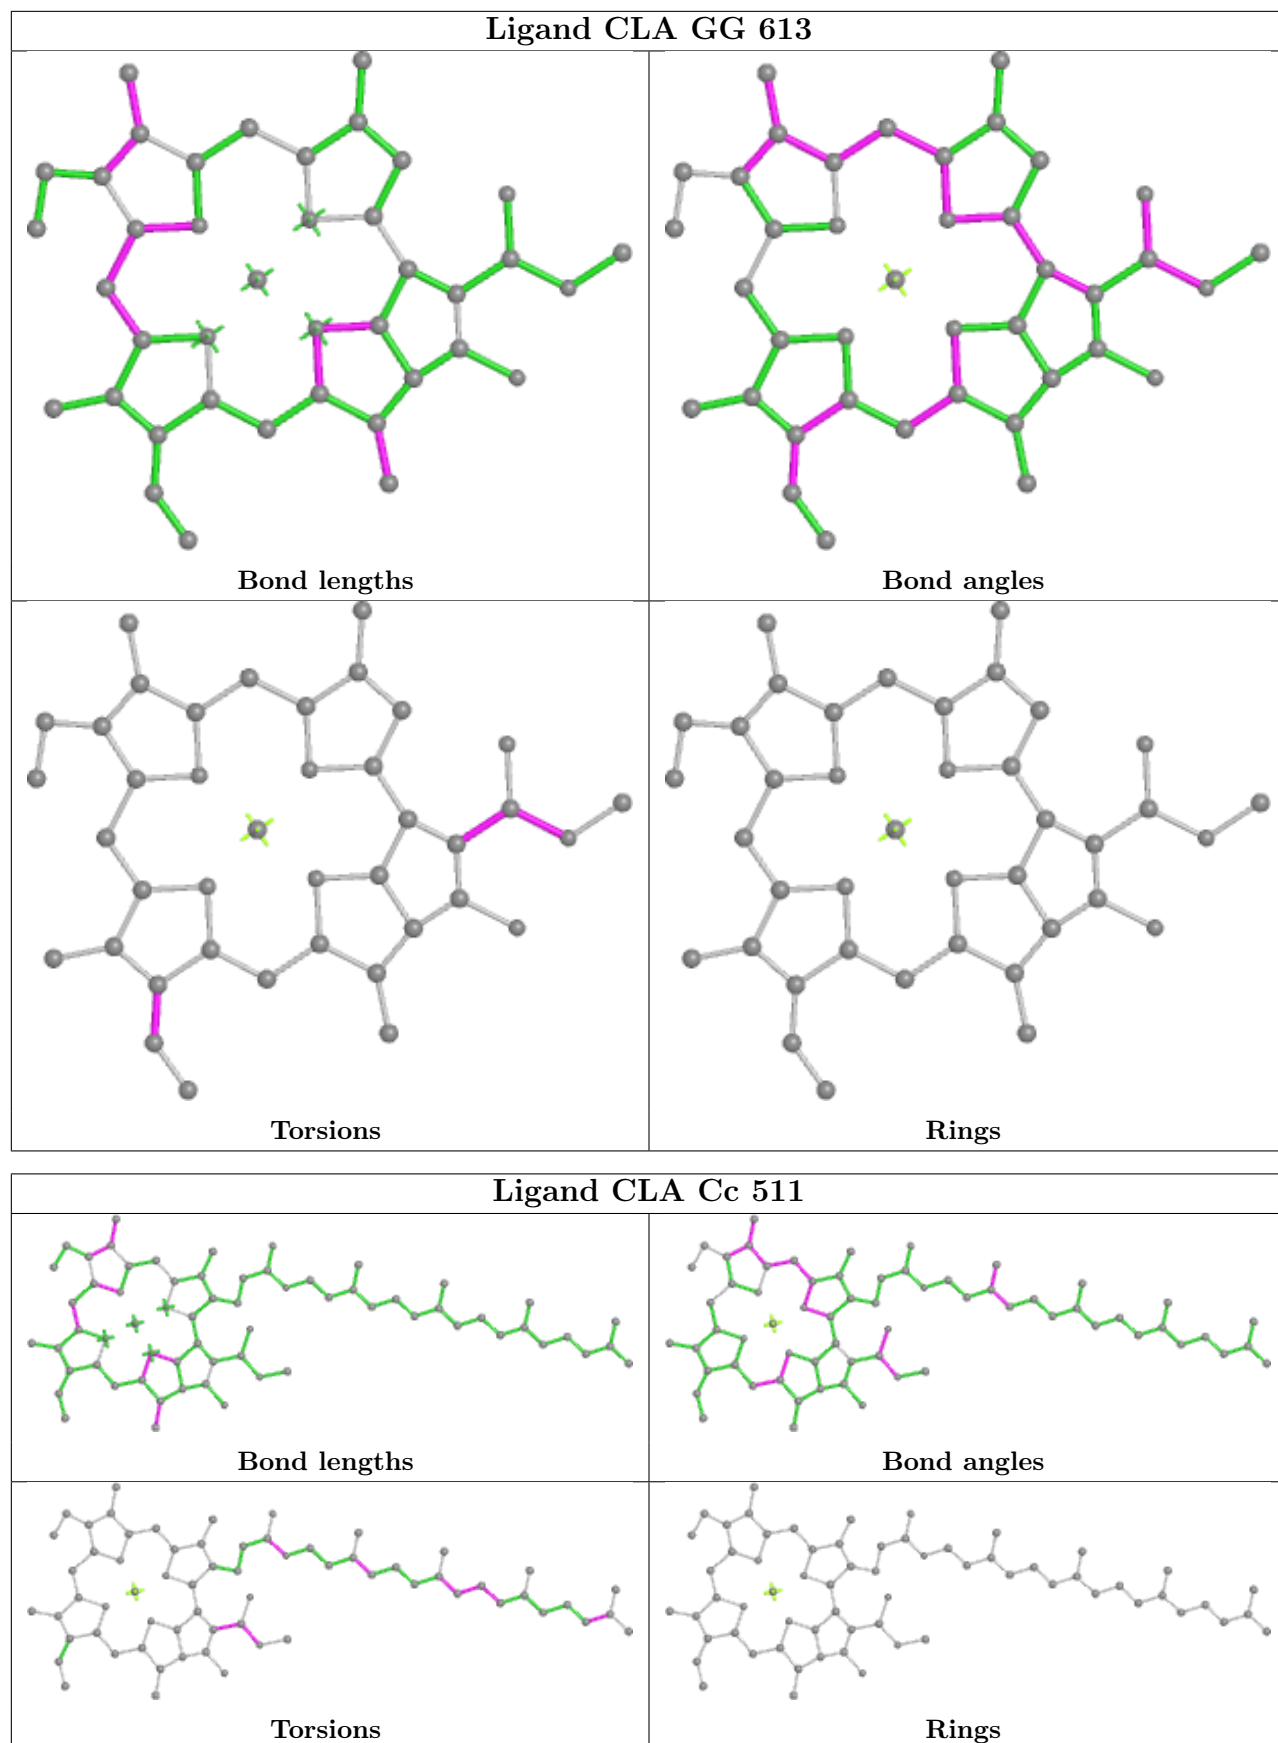 Ligand CLA GG 613
Bond lengths
Bond angles
Torsions
Rings
Ligand CLA Cc 511
Bond lengths
Bond angles
Torsions
Rings